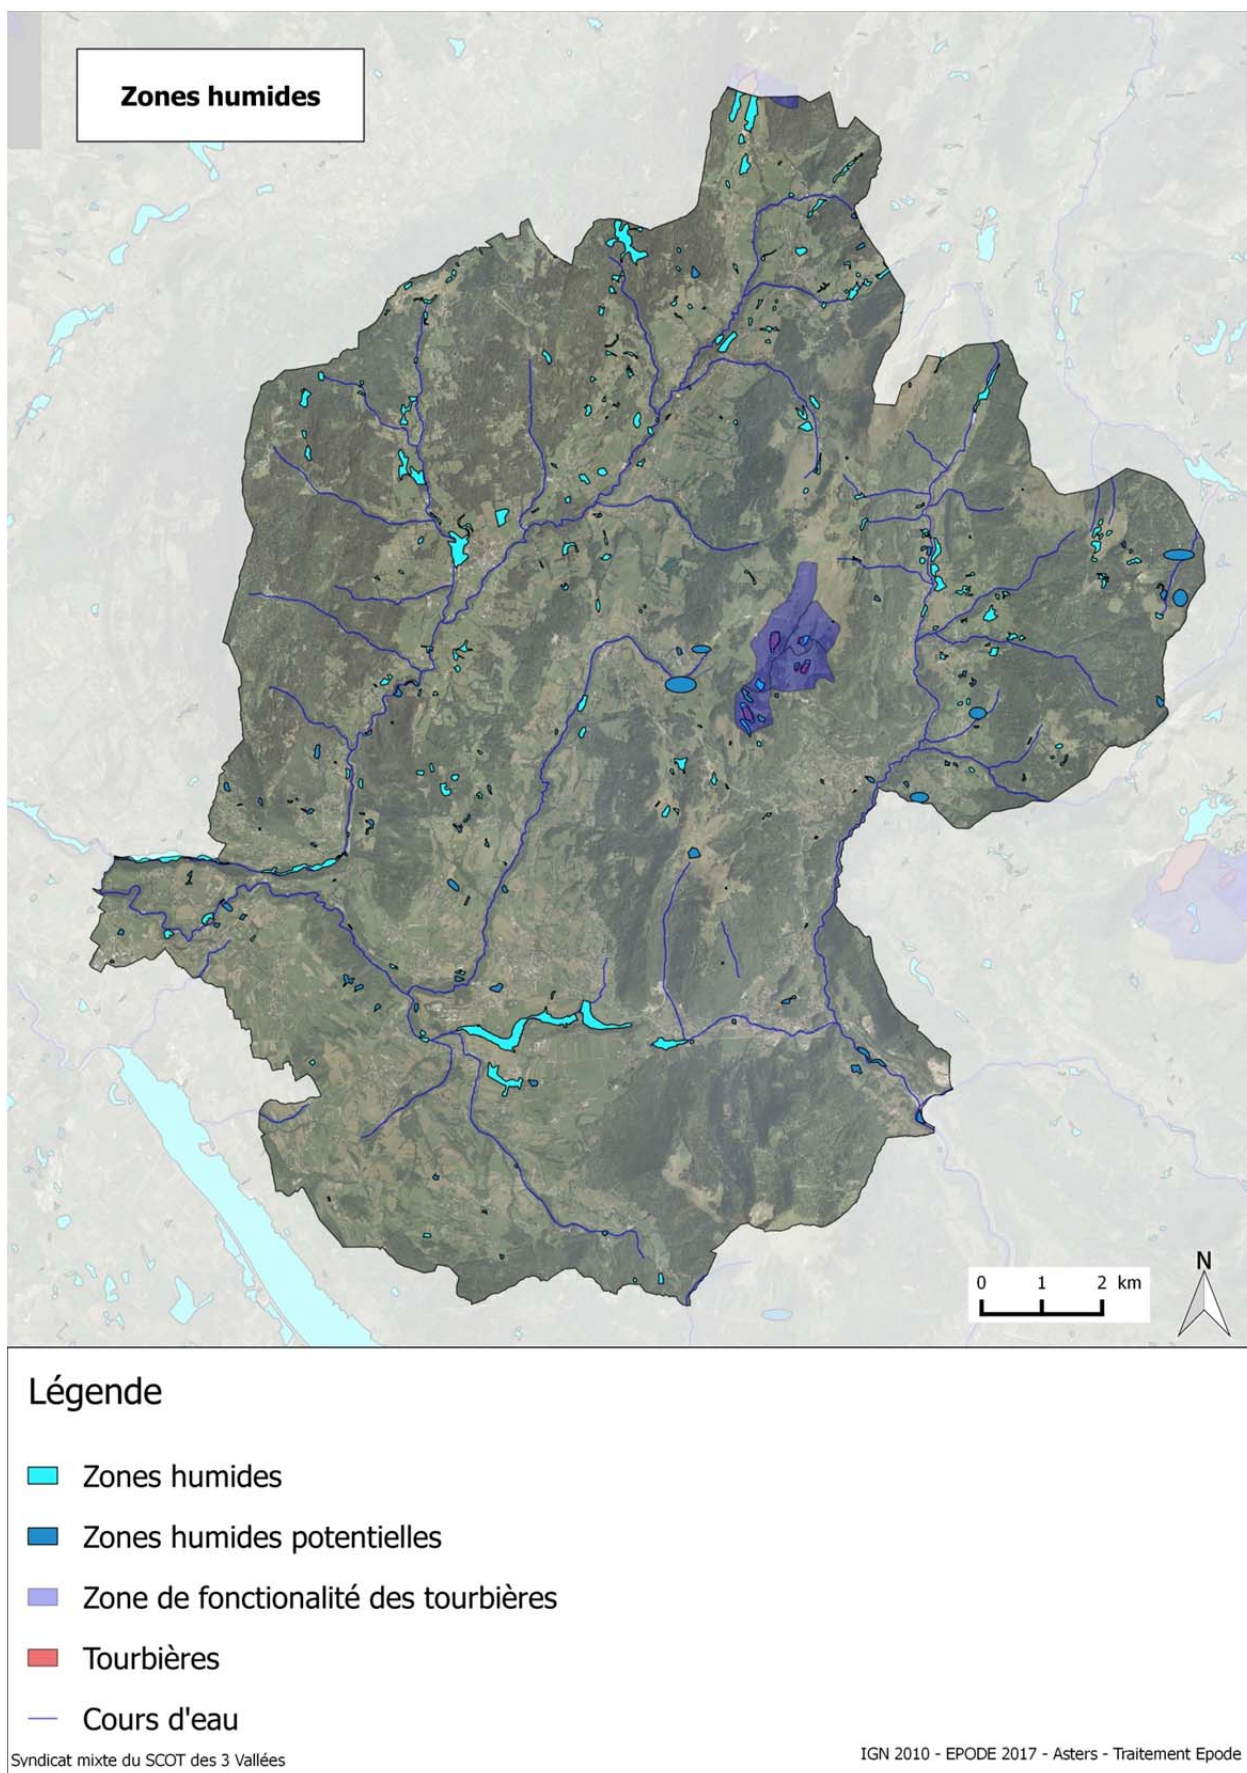 Zones humides
0 1 2 km
N
Légende
Zones humides
Zones humides potentielles
Zone de fonctionalité des tourbières
Tourbières
Cours d'eau
Syndicat mixte du SCOT des 3 Vallées
IGN 2010 - EPODE 2017 - Asters - Traitement Epode